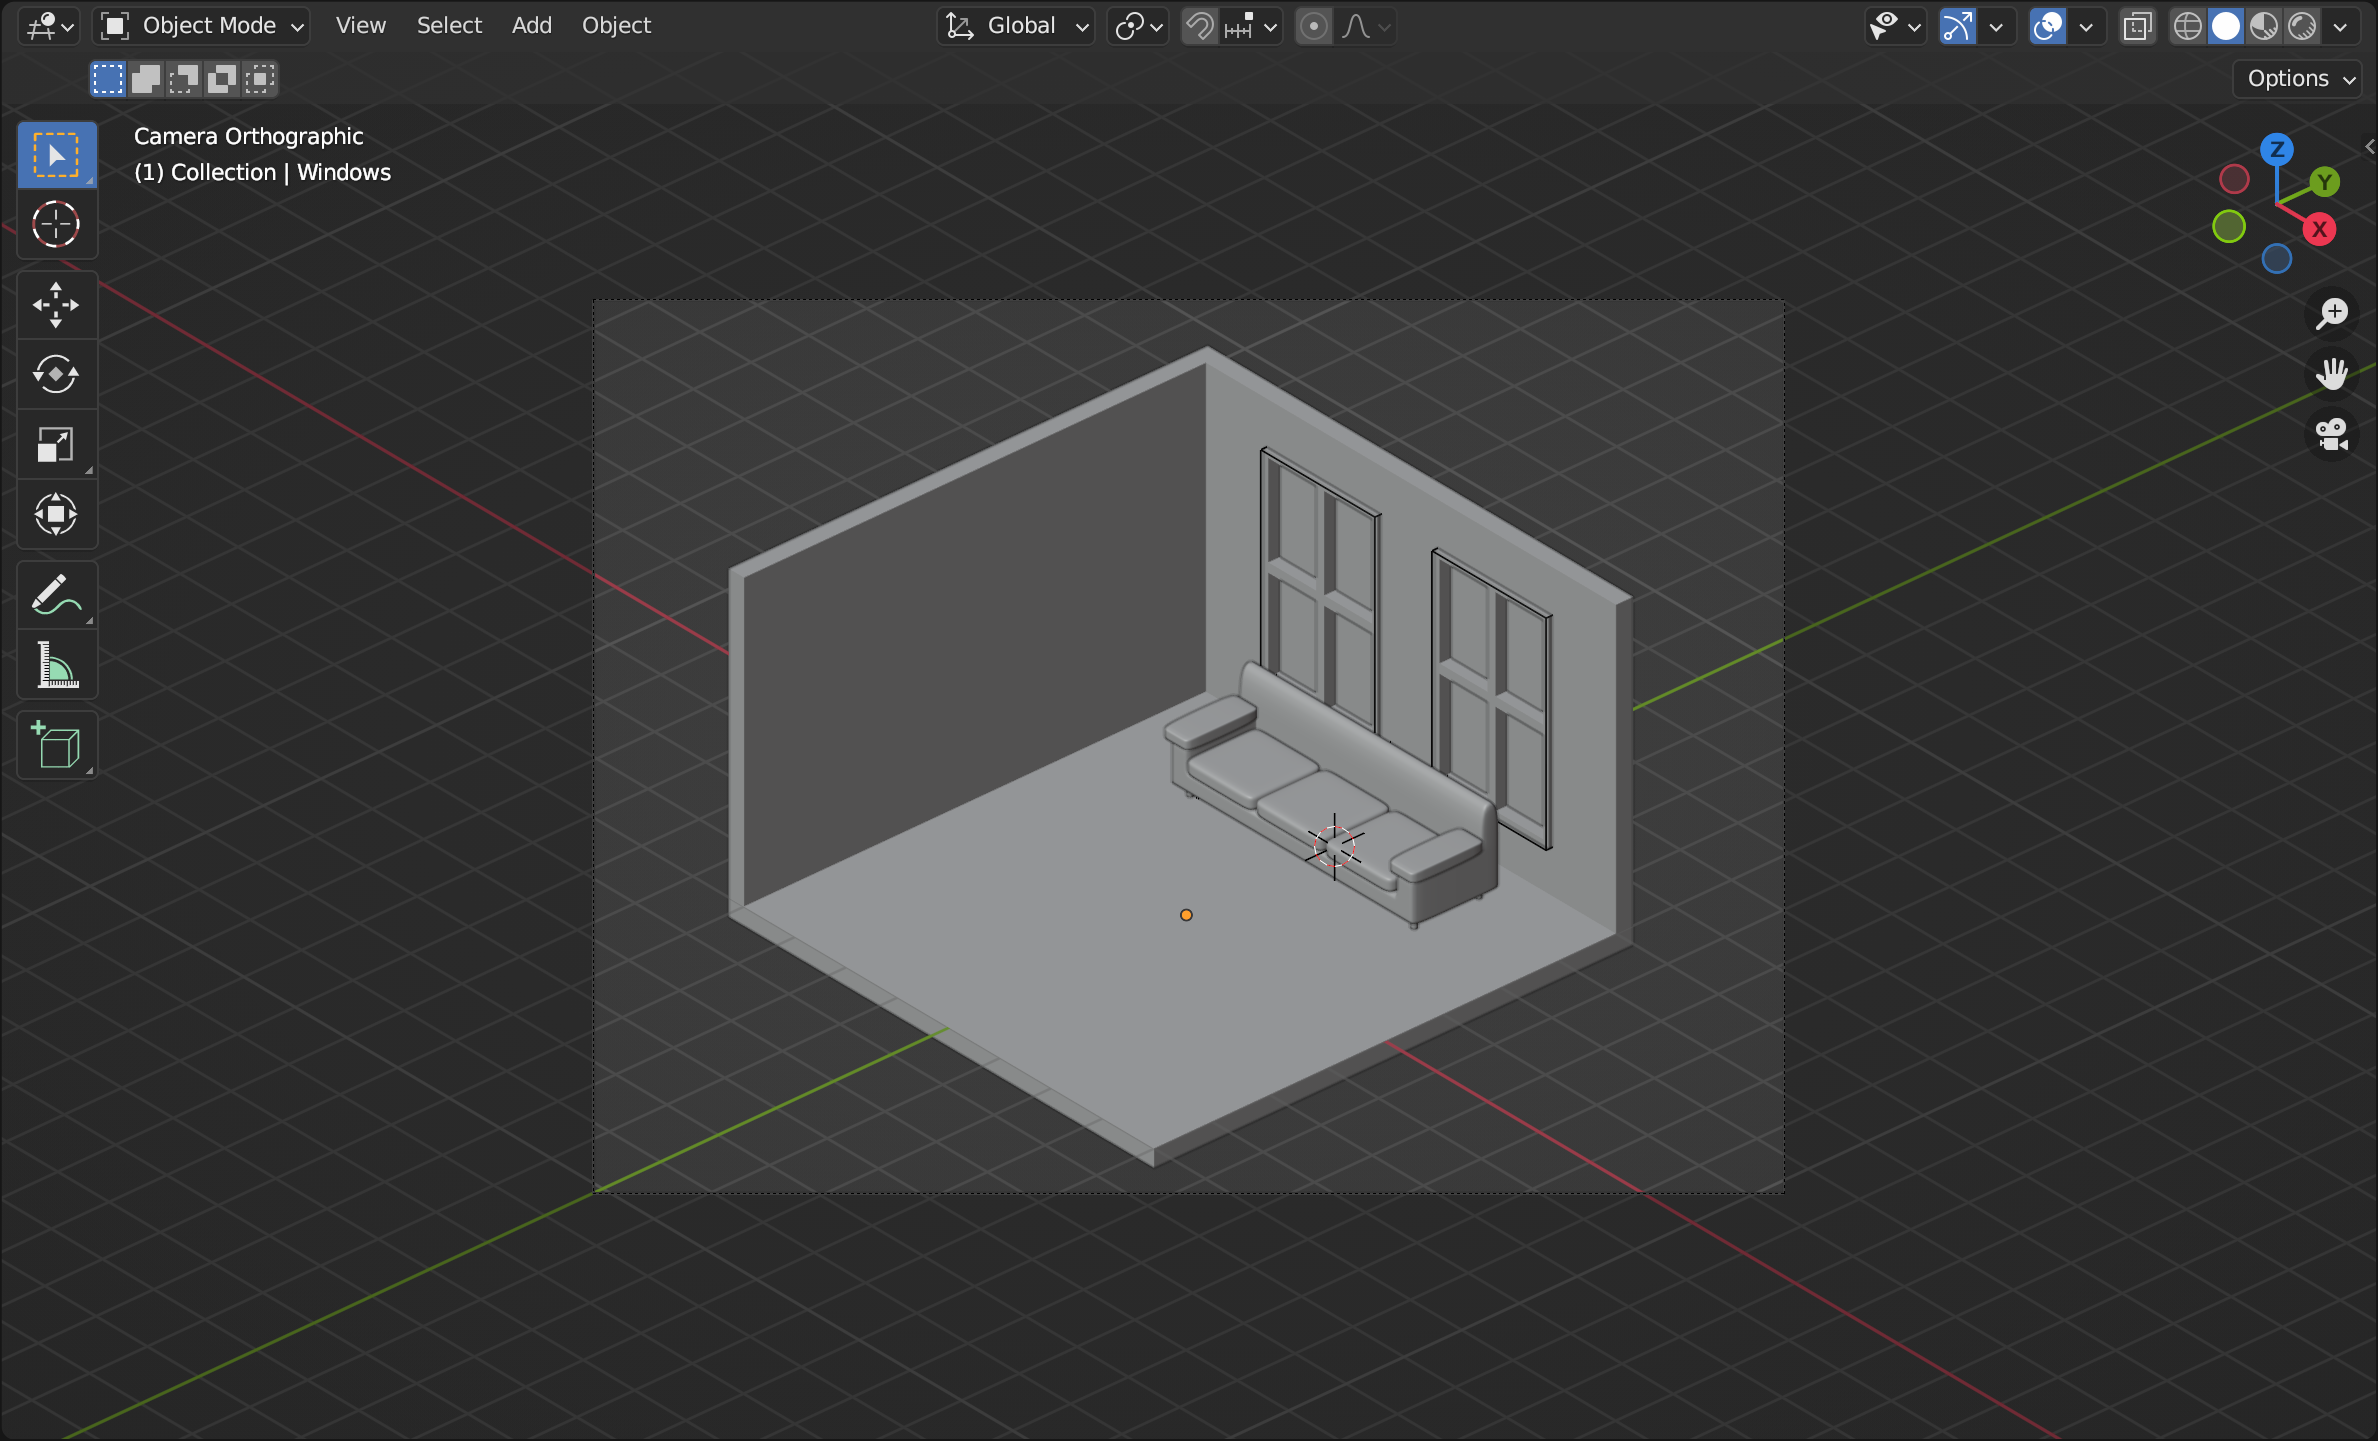 Object Mode View Select Add Object Global
Options
Camera Orthographic
(1) Collection | Windows
Z
Y
X